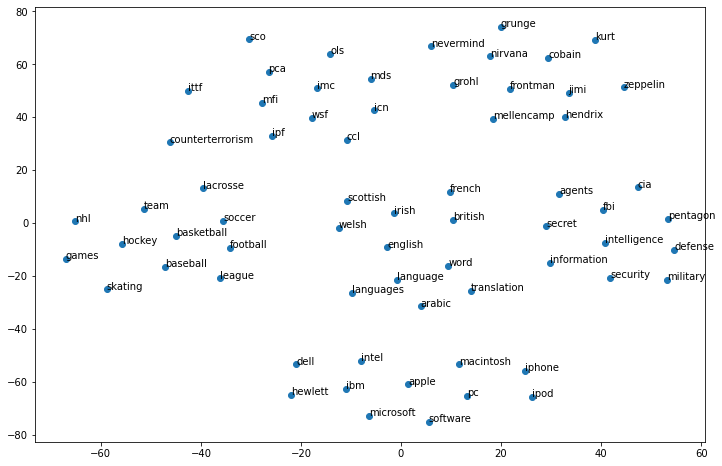 80
grunge
sco
kurt
nevermind
ols
nirvana
cobain
60
pca
mds
ittf
imc
grohl
frontman
zeppelin
jimi
mfi
icn
40
wsf
mellencamp
hendrix
ipf
ccl
counterterrorism
20
lacrosse
cia
french
agents
scottish
team
irish
fbi
nhl
soccer
british
pentagon
0
welsh
secret
basketball
hockey
football
english
intelligence
defense
games
baseball
word
information
league
language
security
military
−20
skating
languages
translation
arabic
−40
dell
intel
macintosh
iphone
−60
hewlett
ibm
apple
pc
ipod
microsoft
software
−80
−60 −40 −20 0 20 40 60